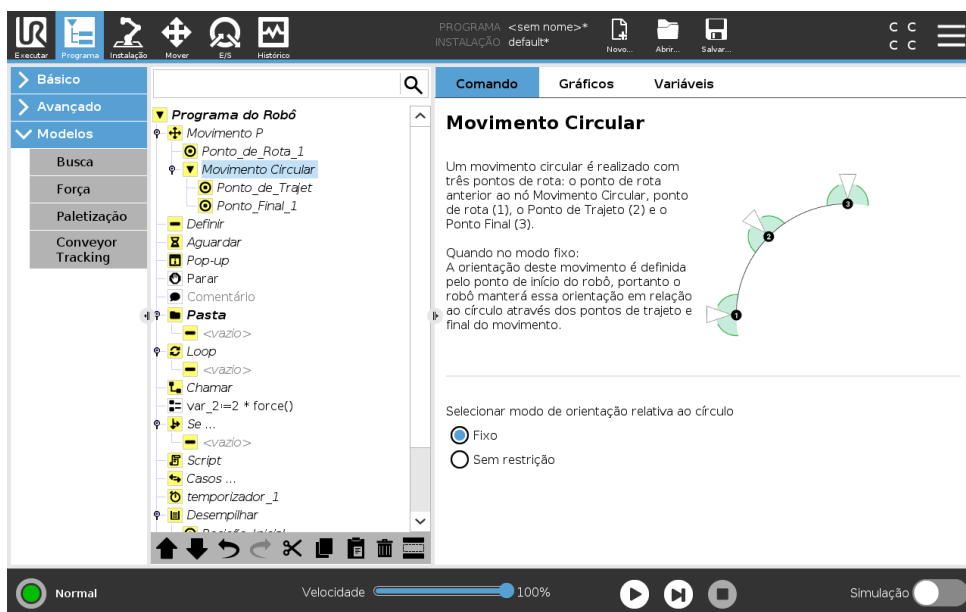 UR
Executar
Programa
Instalação
Mover
E/S
Histórico
PROGRAMA <sem nome>*
INSTALAÇÃO default*
Novo...
Abrir...
Salvar...
C C
C C
Básico
Avançado
Modelos
Busca
Força
Paletização
Conveyor
Tracking
Programa do Robô
Movimento P
Ponto_de_Rota_1
Movimento Circular
Ponto_de_Trajet
Ponto_Final_1
Definir
Aguardar
Pop-up
Parar
Comentário
Pasta
<vazio>
Loop
<vazio>
Chamar
var_2:=2 * force()
Se ...
<vazio>
Script
Casos ...
temporizador_1
Desempilhar
Comando
Gráficos
Variáveis
Movimento Circular
Um movimento circular é realizado com
três pontos de rota: o ponto de rota
anterior ao nó Movimento Circular, ponto
de rota (1), o Ponto de Trajeto (2) e o
Ponto Final (3).
Quando no modo fixo:
A orientação deste movimento é definida
pelo ponto de início do robô, portanto o
robô manterá essa orientação em relação
ao círculo através dos pontos de trajeto e
final do movimento.
3
2
1
Selecionar modo de orientação relativa ao círculo
Fixo
Sem restrição
Normal
Velocidade
100%
Simulação